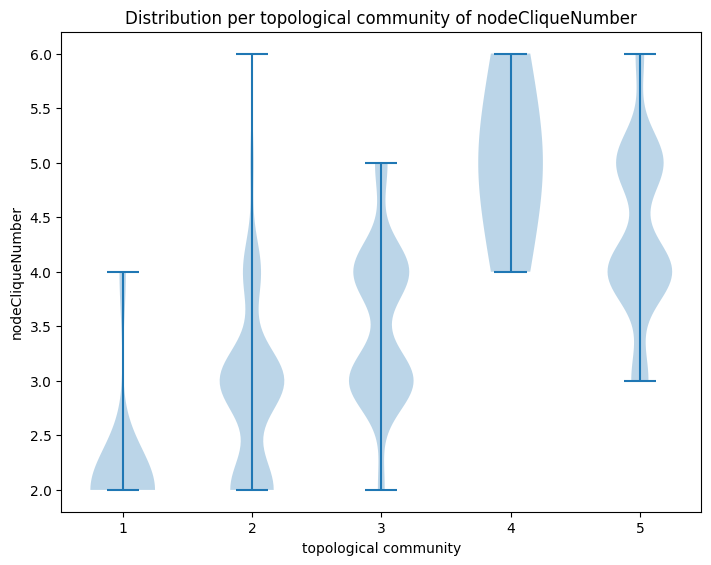 Distribution per topological community of nodeCliqueNumber
6.0
5.5
5.0
4.5
4.0
3.5
3.0
2.5
2.0
nodeCliqueNumber
1 2 3 4 5
topological community